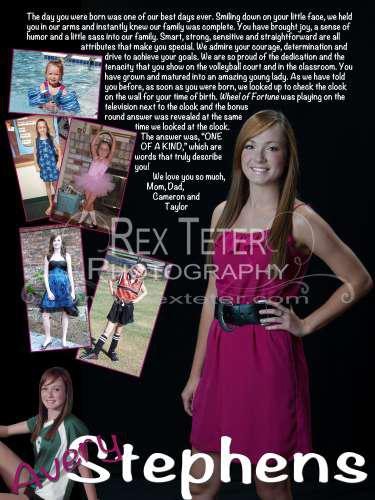 The day you were born was one of our best days ever. Smiling down on your little face, we held
you in our arms and instantly knew our family was complete. You have brought joy, a sense of
humor and a little sass into our family. Smart, strong, sensitive and straightforward are all
attributes that make you special. We admire your courage, determination and
drive to achieve your goals. We are so proud of the dedication and the
tenacity that you show on the volleyball court and in the classroom. You
have grown and matured into an amazing young lady. As we have told
you before, as soon as you were born, we looked up to check the clock
on the wall for your time of birth. Wheel of Fortune was playing on the
television next to the clock and the bonus
round answer was revealed at the same
time we looked at the clock.
The answer was, "ONE
OF A KIND," which are
words that truly describe
you!
We love you so much,
Mom, Dad,
Cameron and
Taylor
REX TETER
PHOTOGRAPHY
www.rexteter.com
Avery
Stephens